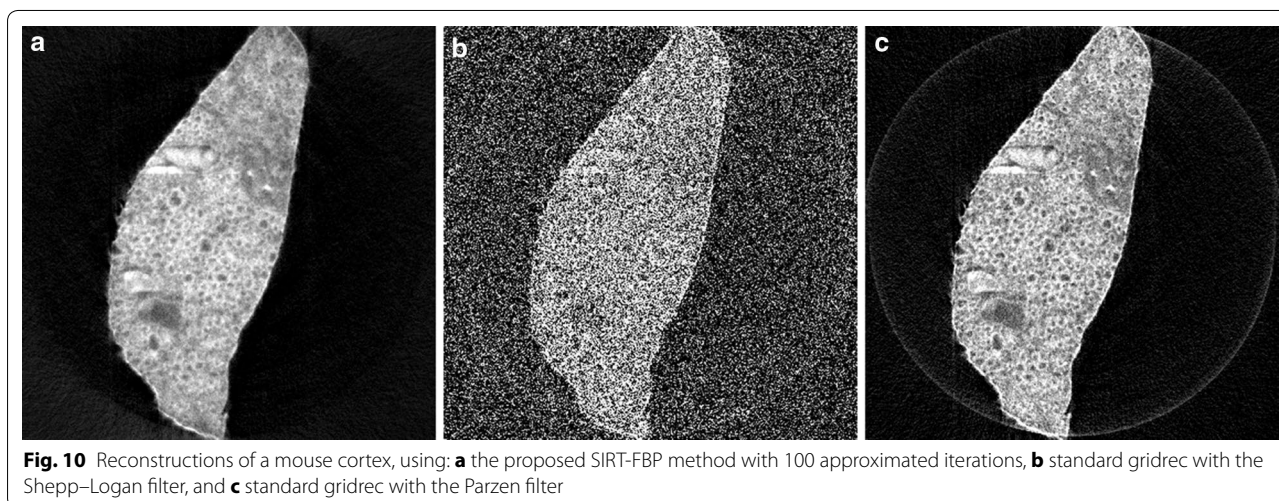 a
b
c
Fig. 10 Reconstructions of a mouse cortex, using: a the proposed SIRT-FBP method with 100 approximated iterations, b standard gridrec with the
Shepp–Logan filter, and c standard gridrec with the Parzen filter